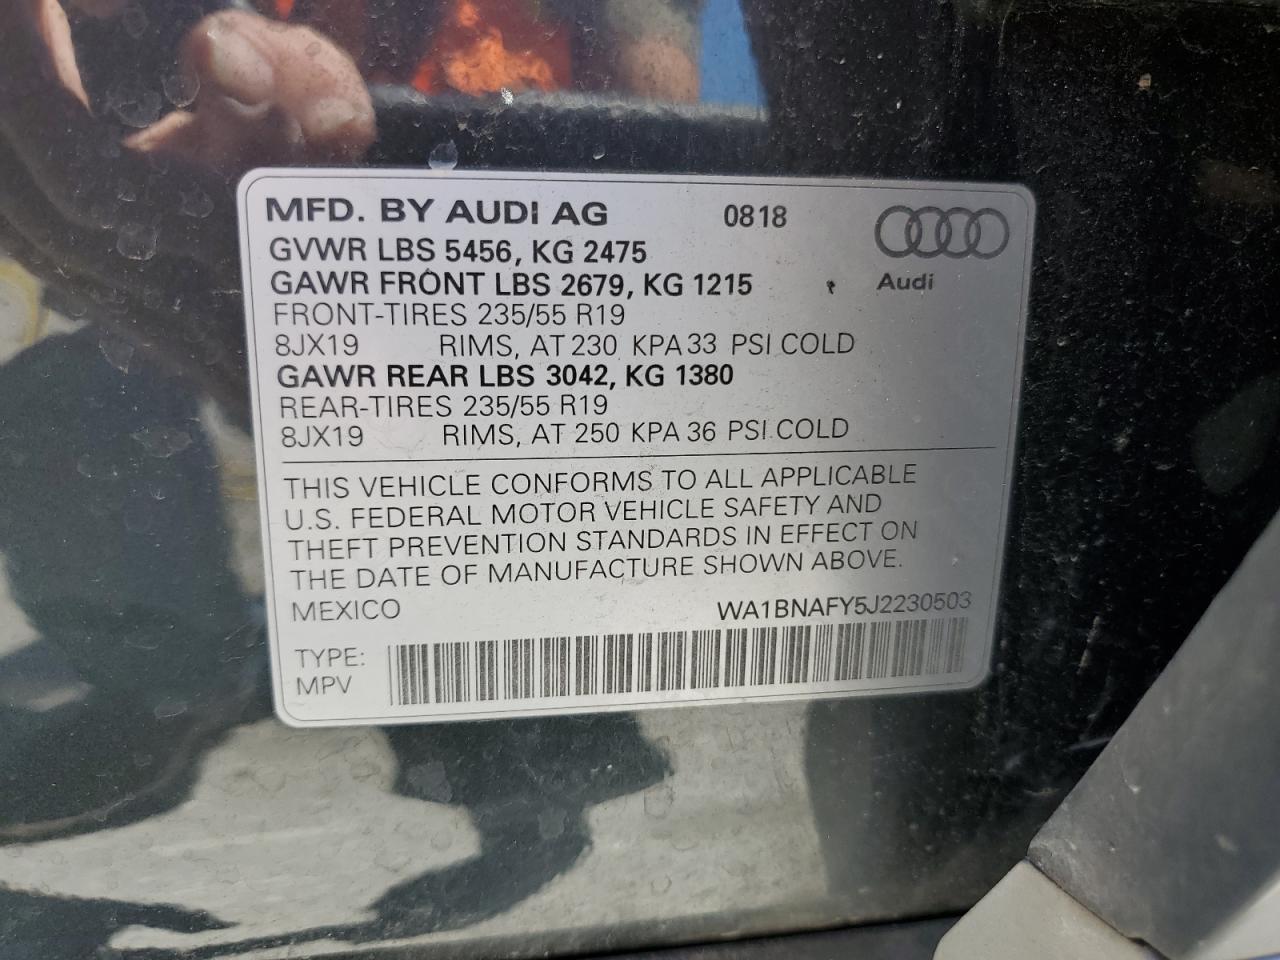 MFD. BY AUDI AG 0818
GVWR LBS 5456, KG 2475
GAWR FRONT LBS 2679, KG 1215 Audi
FRONT-TIRES 235/55 R19
8JX19 RIMS, AT 230 KPA 33 PSI COLD
GAWR REAR LBS 3042, KG 1380
REAR-TIRES 235/55 R19
8JX19 RIMS, AT 250 KPA 36 PSI COLD
THIS VEHICLE CONFORMS TO ALL APPLICABLE
U.S. FEDERAL MOTOR VEHICLE SAFETY AND
THEFT PREVENTION STANDARDS IN EFFECT ON
THE DATE OF MANUFACTURE SHOWN ABOVE.
MEXICO WA1BNAFY5J2230503
TYPE:
MPV